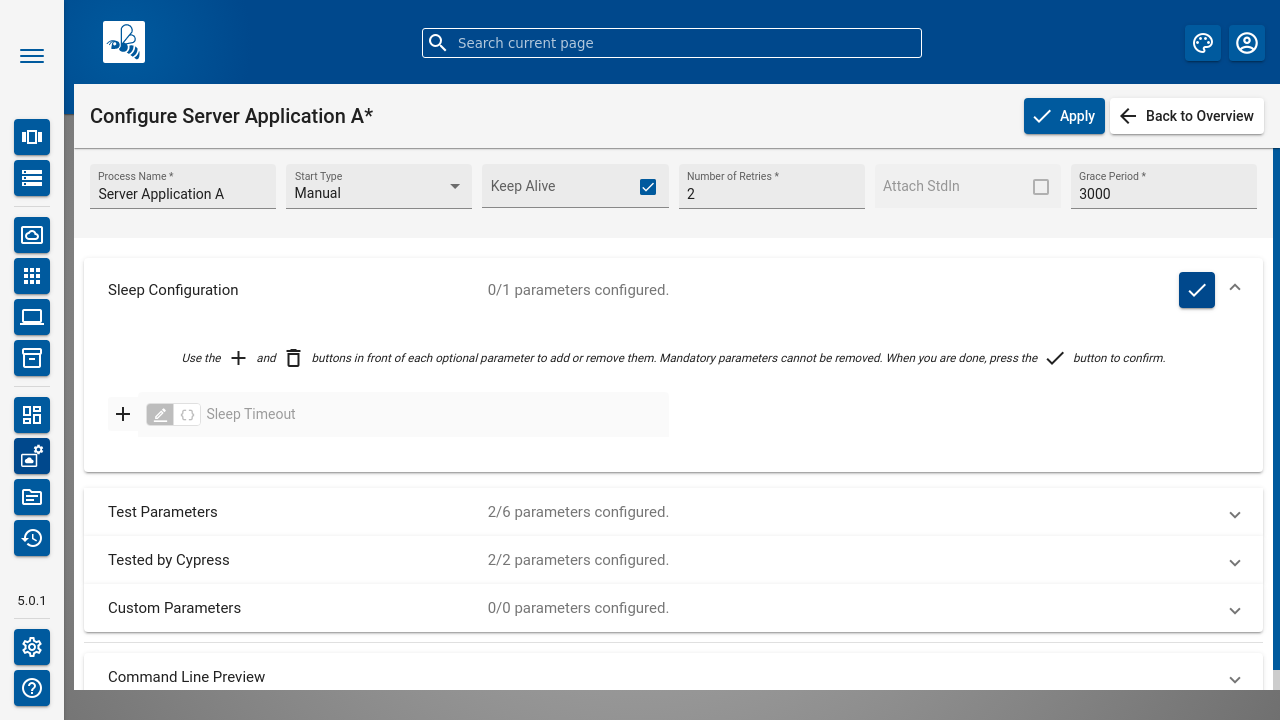 Search current page
Configure Server Application A*
Apply
Back to Overview
Process Name *
Server Application A
Start Type
Manual
Keep Alive
Number of Retries *
2
Attach StdIn
Grace Period *
3000
Sleep Configuration
0/1 parameters configured.
Use the and buttons in front of each optional parameter to add or remove them. Mandatory parameters cannot be removed. When you are done, press the button to confirm.
Sleep Timeout
Test Parameters
2/6 parameters configured.
Tested by Cypress
2/2 parameters configured.
Custom Parameters
0/0 parameters configured.
Command Line Preview
5.0.1